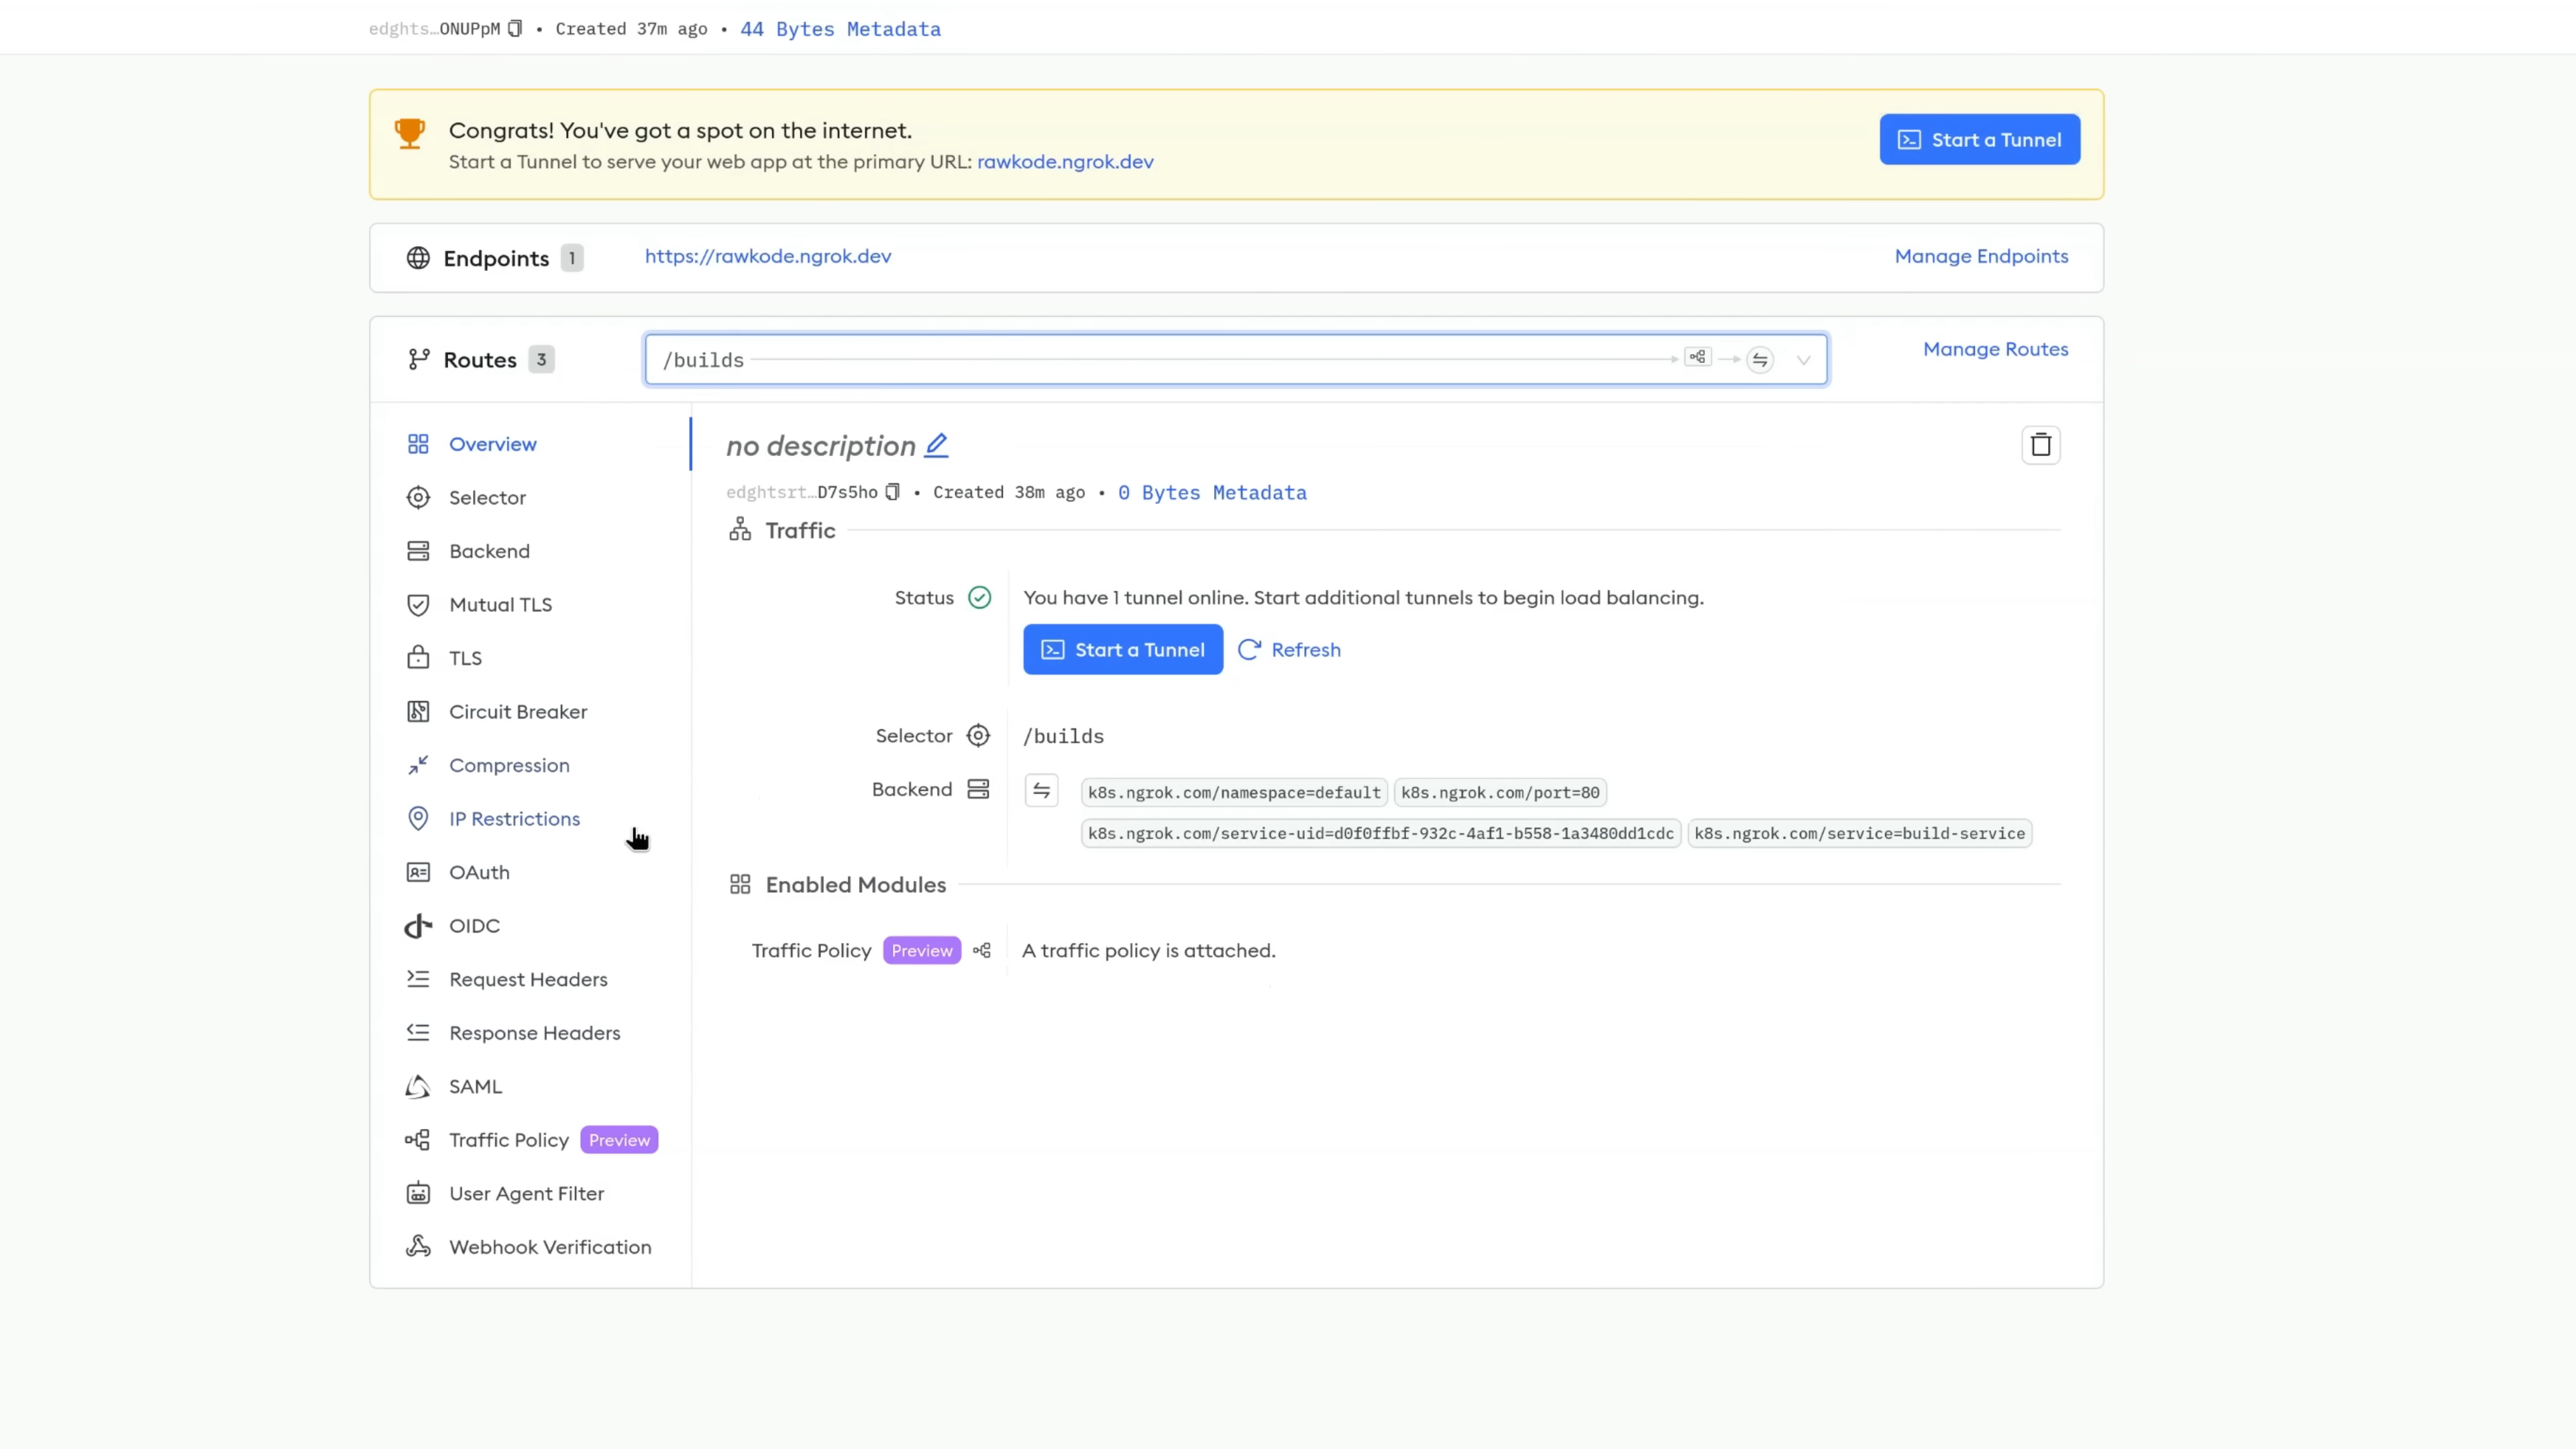 edghts…ONUPpM • Created 37m ago • 44 Bytes Metadata
Congrats! You've got a spot on the internet.
Start a Tunnel to serve your web app at the primary URL: rawkode.ngrok.dev
Start a Tunnel
Endpoints 1 https://rawkode.ngrok.dev Manage Endpoints
Routes 3 /builds Manage Routes
Overview
Selector
Backend
Mutual TLS
TLS
Circuit Breaker
Compression
IP Restrictions
OAuth
OIDC
Request Headers
Response Headers
SAML
Traffic Policy Preview
User Agent Filter
Webhook Verification
no description
edghtsrt…D7s5ho • Created 38m ago • 0 Bytes Metadata
Traffic
Status You have 1 tunnel online. Start additional tunnels to begin load balancing.
Start a Tunnel Refresh
Selector /builds
Backend k8s.ngrok.com/namespace=default k8s.ngrok.com/port=80
k8s.ngrok.com/service-uid=d0f0ffbf-932c-4af1-b558-1a3480dd1cdc k8s.ngrok.com/service=build-service
Enabled Modules
Traffic Policy Preview A traffic policy is attached.